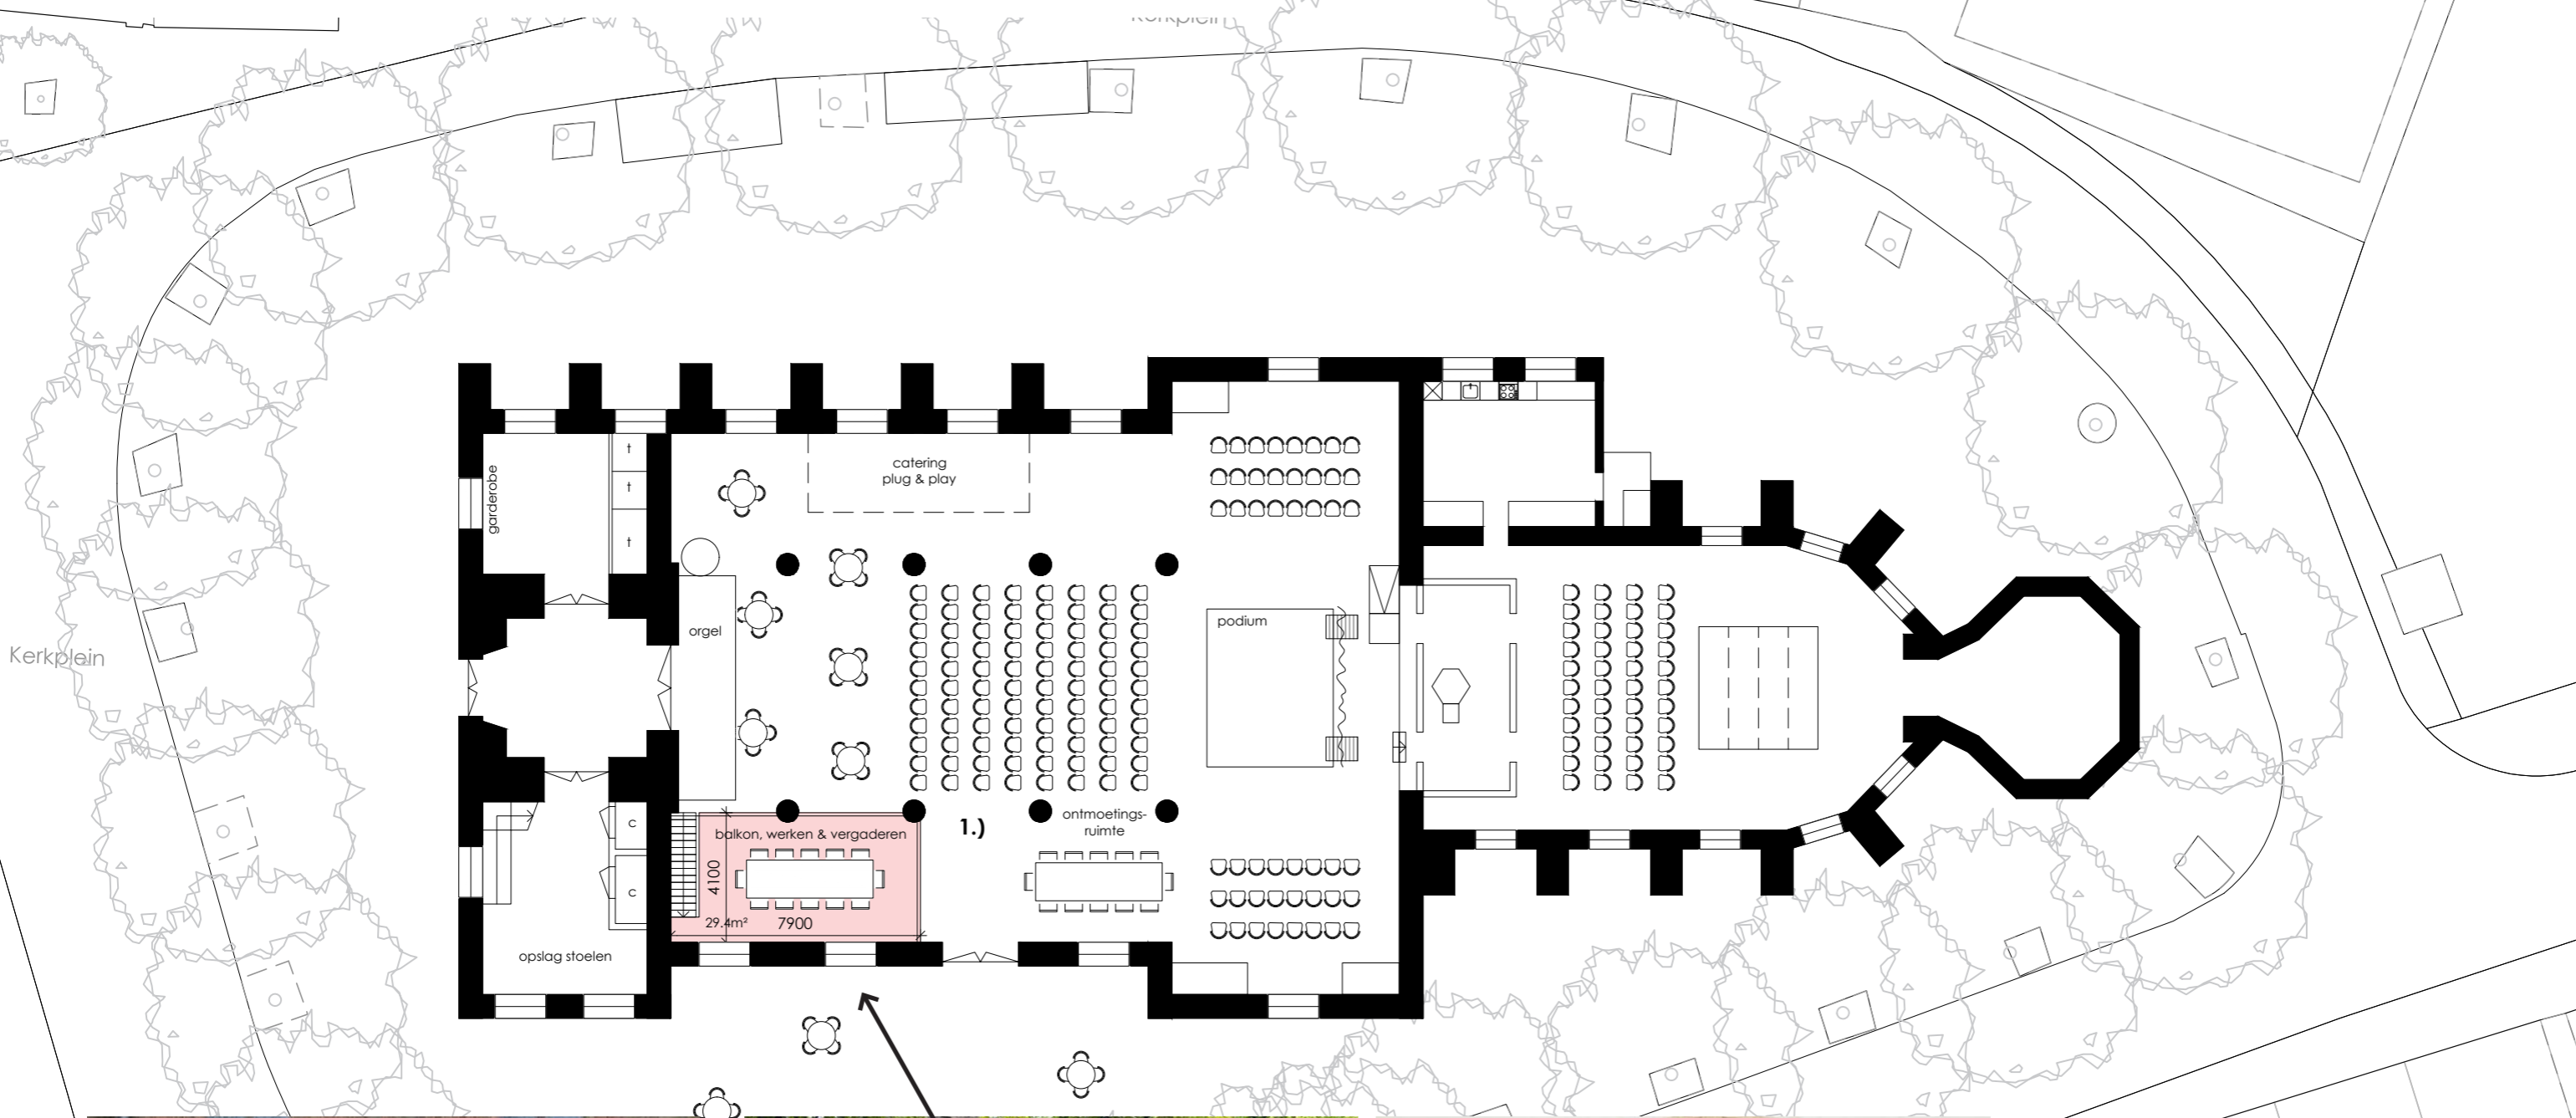 Kerkplein
garderobe
catering
plug & play
orgel
podium
Kerkplein
balkon, werken & vergaderen
1.)
ontmoetings-
ruimte
4100
29.4m²
7900
C
C
opslag stoelen